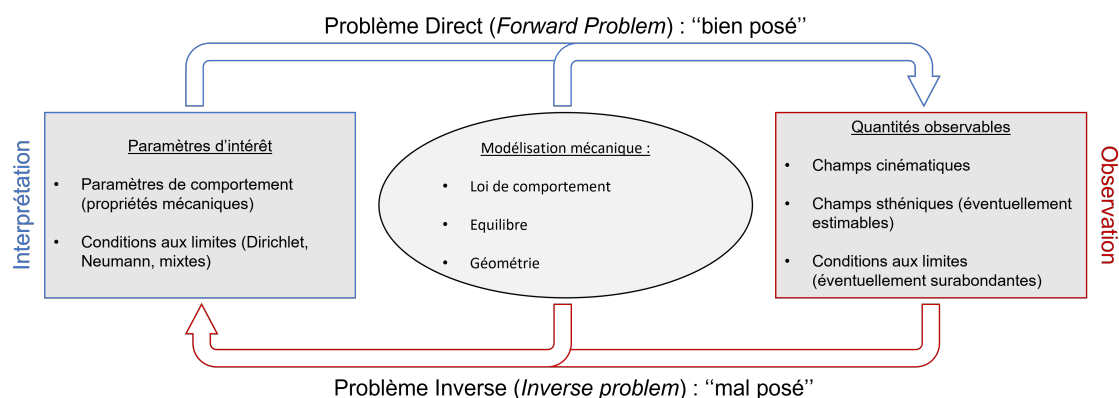 Problème Direct (Forward Problem) : ‘‘bien posé’’
Interprétation
Paramètres d’intérêt
• Paramètres de comportement
(propriétés mécaniques)
• Conditions aux limites (Dirichlet,
Neumann, mixtes)
Modélisation mécanique :
• Loi de comportement
• Equilibre
• Géométrie
Quantités observables
• Champs cinématiques
• Champs sthéniques (éventuellement
estimables)
• Conditions aux limites
(éventuellement surabondantes)
Observation
Problème Inverse (Inverse problem) : ‘‘mal posé’’